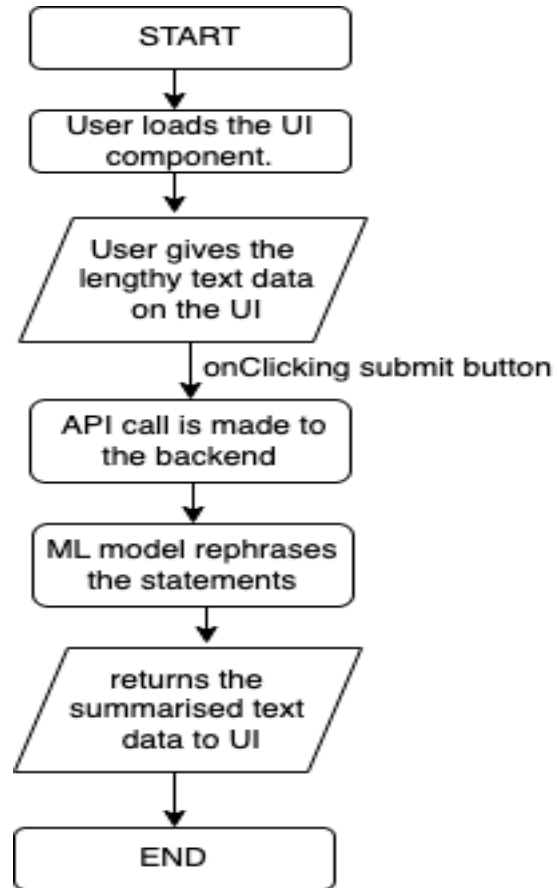 START
User loads the UI
component.
User gives the
lengthy text data
on the UI
onClicking submit button
API call is made to
the backend
ML model rephrases
the statements
returns the
summarised text
data to UI
END